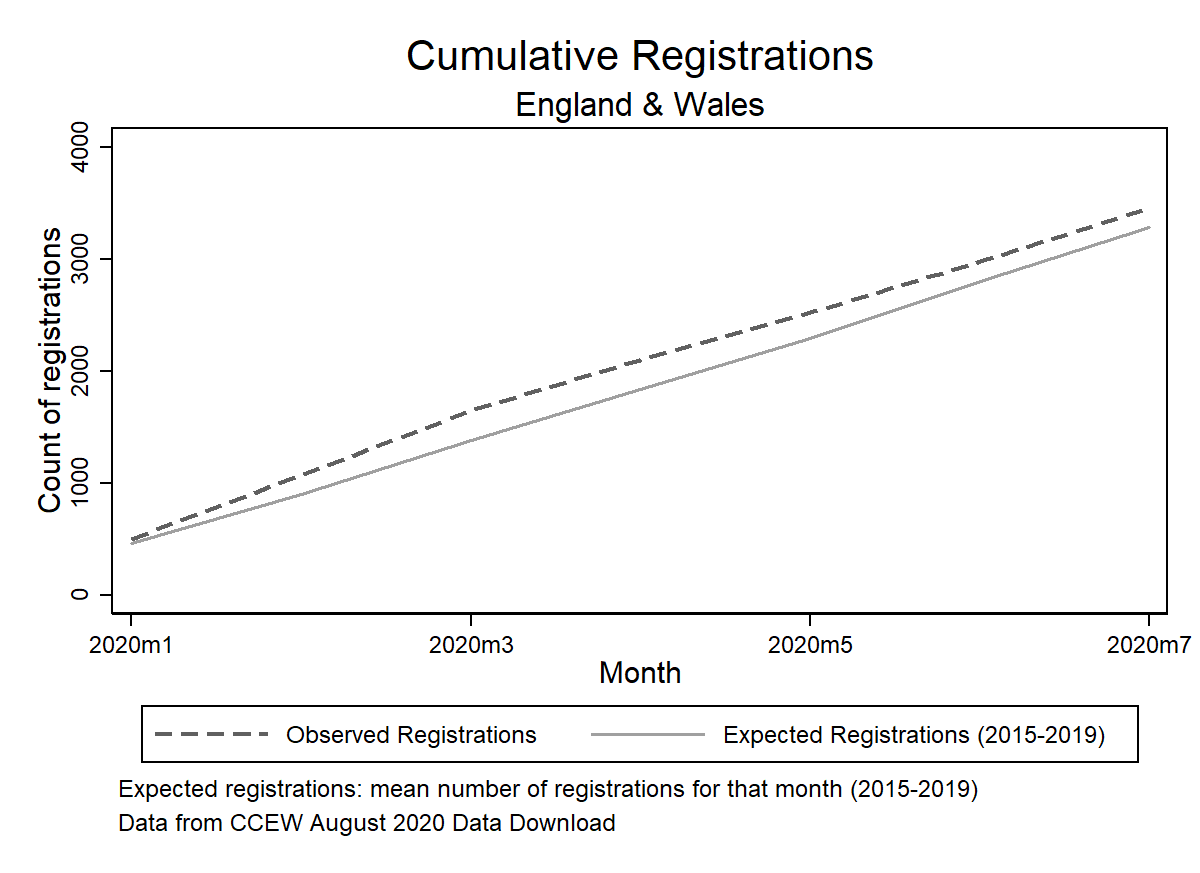 Cumulative Registrations
England & Wales
Count of registrations
4000
3000
2000
1000
0
2020m1 2020m3 2020m5 2020m7
Month
Observed Registrations Expected Registrations (2015-2019)
Expected registrations: mean number of registrations for that month (2015-2019)
Data from CCEW August 2020 Data Download